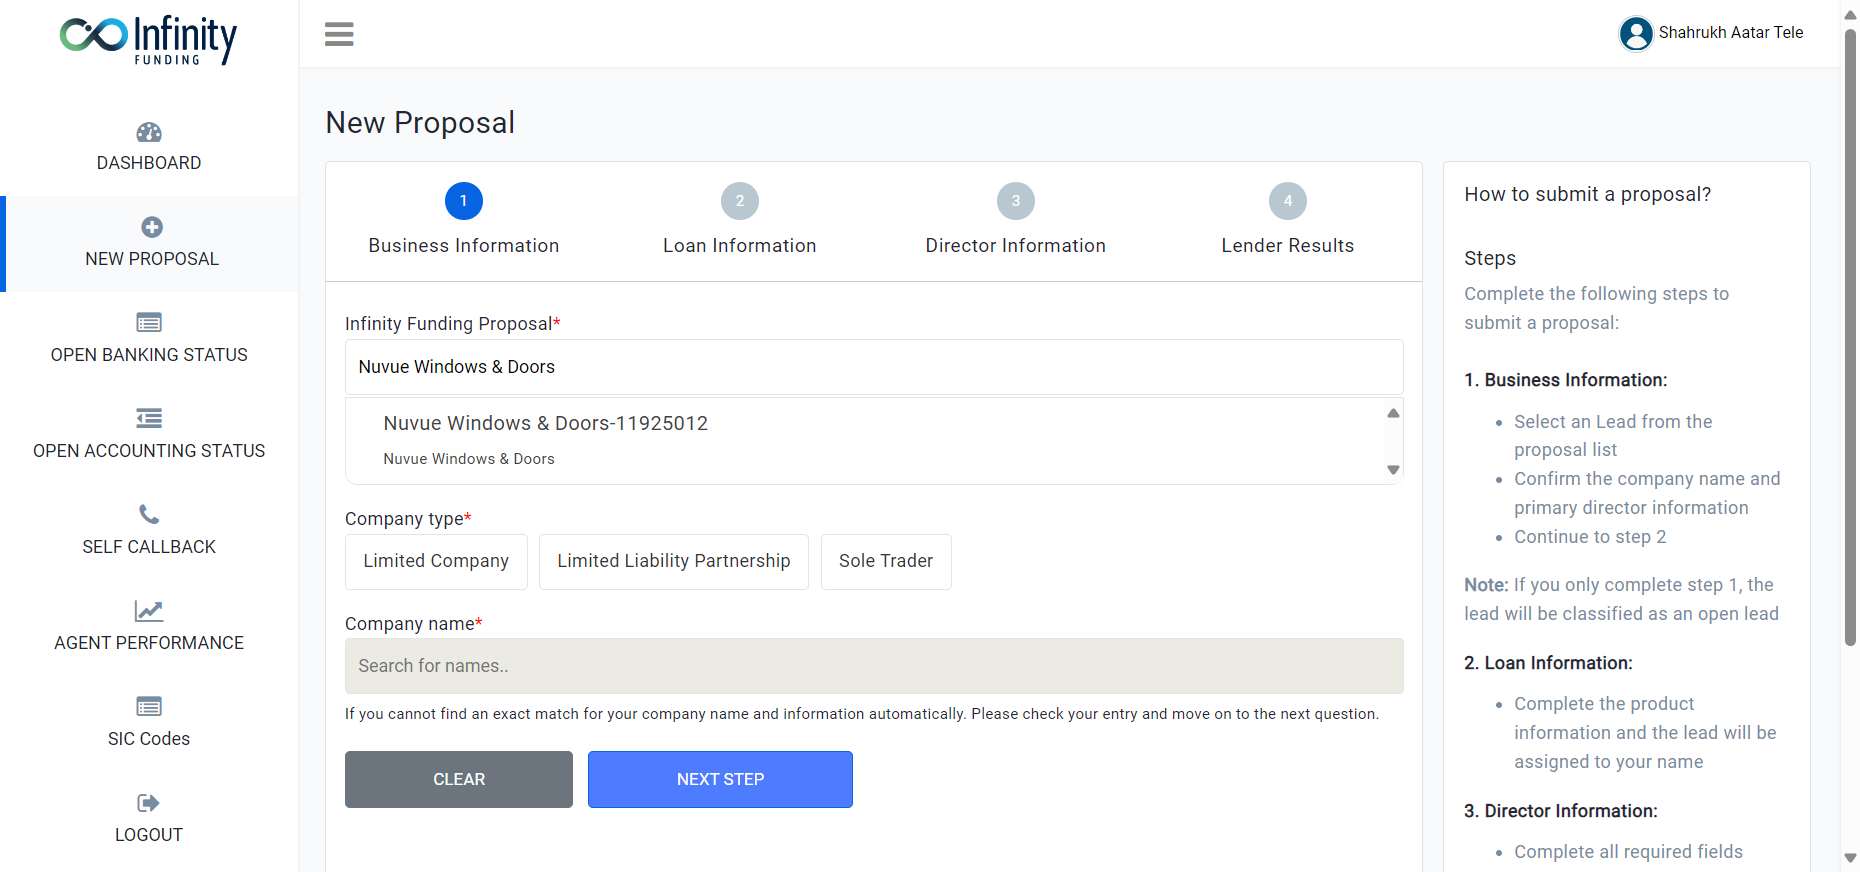 Infinity
FUNDING
Shahrukh Aatar Tele
DASHBOARD
NEW PROPOSAL
OPEN BANKING STATUS
OPEN ACCOUNTING STATUS
SELF CALLBACK
AGENT PERFORMANCE
SIC Codes
LOGOUT
New Proposal
1
2
3
4
Business Information
Loan Information
Director Information
Lender Results
Infinity Funding Proposal*
Nuvue Windows & Doors
Nuvue Windows & Doors-11925012
Nuvue Windows & Doors
Company type*
Limited Company
Limited Liability Partnership
Sole Trader
Company name*
Search for names..
If you cannot find an exact match for your company name and information automatically. Please check your entry and move on to the next question.
CLEAR
NEXT STEP
How to submit a proposal?
Steps
Complete the following steps to
submit a proposal:
1. Business Information:
• Select an Lead from the
proposal list
• Confirm the company name and
primary director information
• Continue to step 2
Note: If you only complete step 1, the
lead will be classified as an open lead
2. Loan Information:
• Complete the product
information and the lead will be
assigned to your name
3. Director Information:
• Complete all required fields